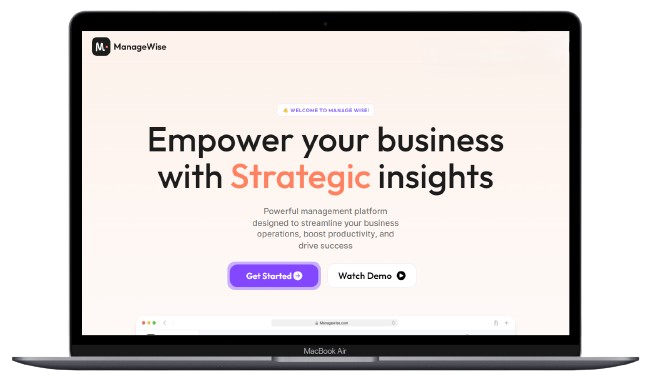 M.
ManageWise
👋 WELCOME TO MANAGE WISE!
Empower your business
with Strategic insights
Powerful management platform
designed to streamline your business
operations, boost productivity, and
drive success
Get Started
Watch Demo
Managewise.com
MacBook Air